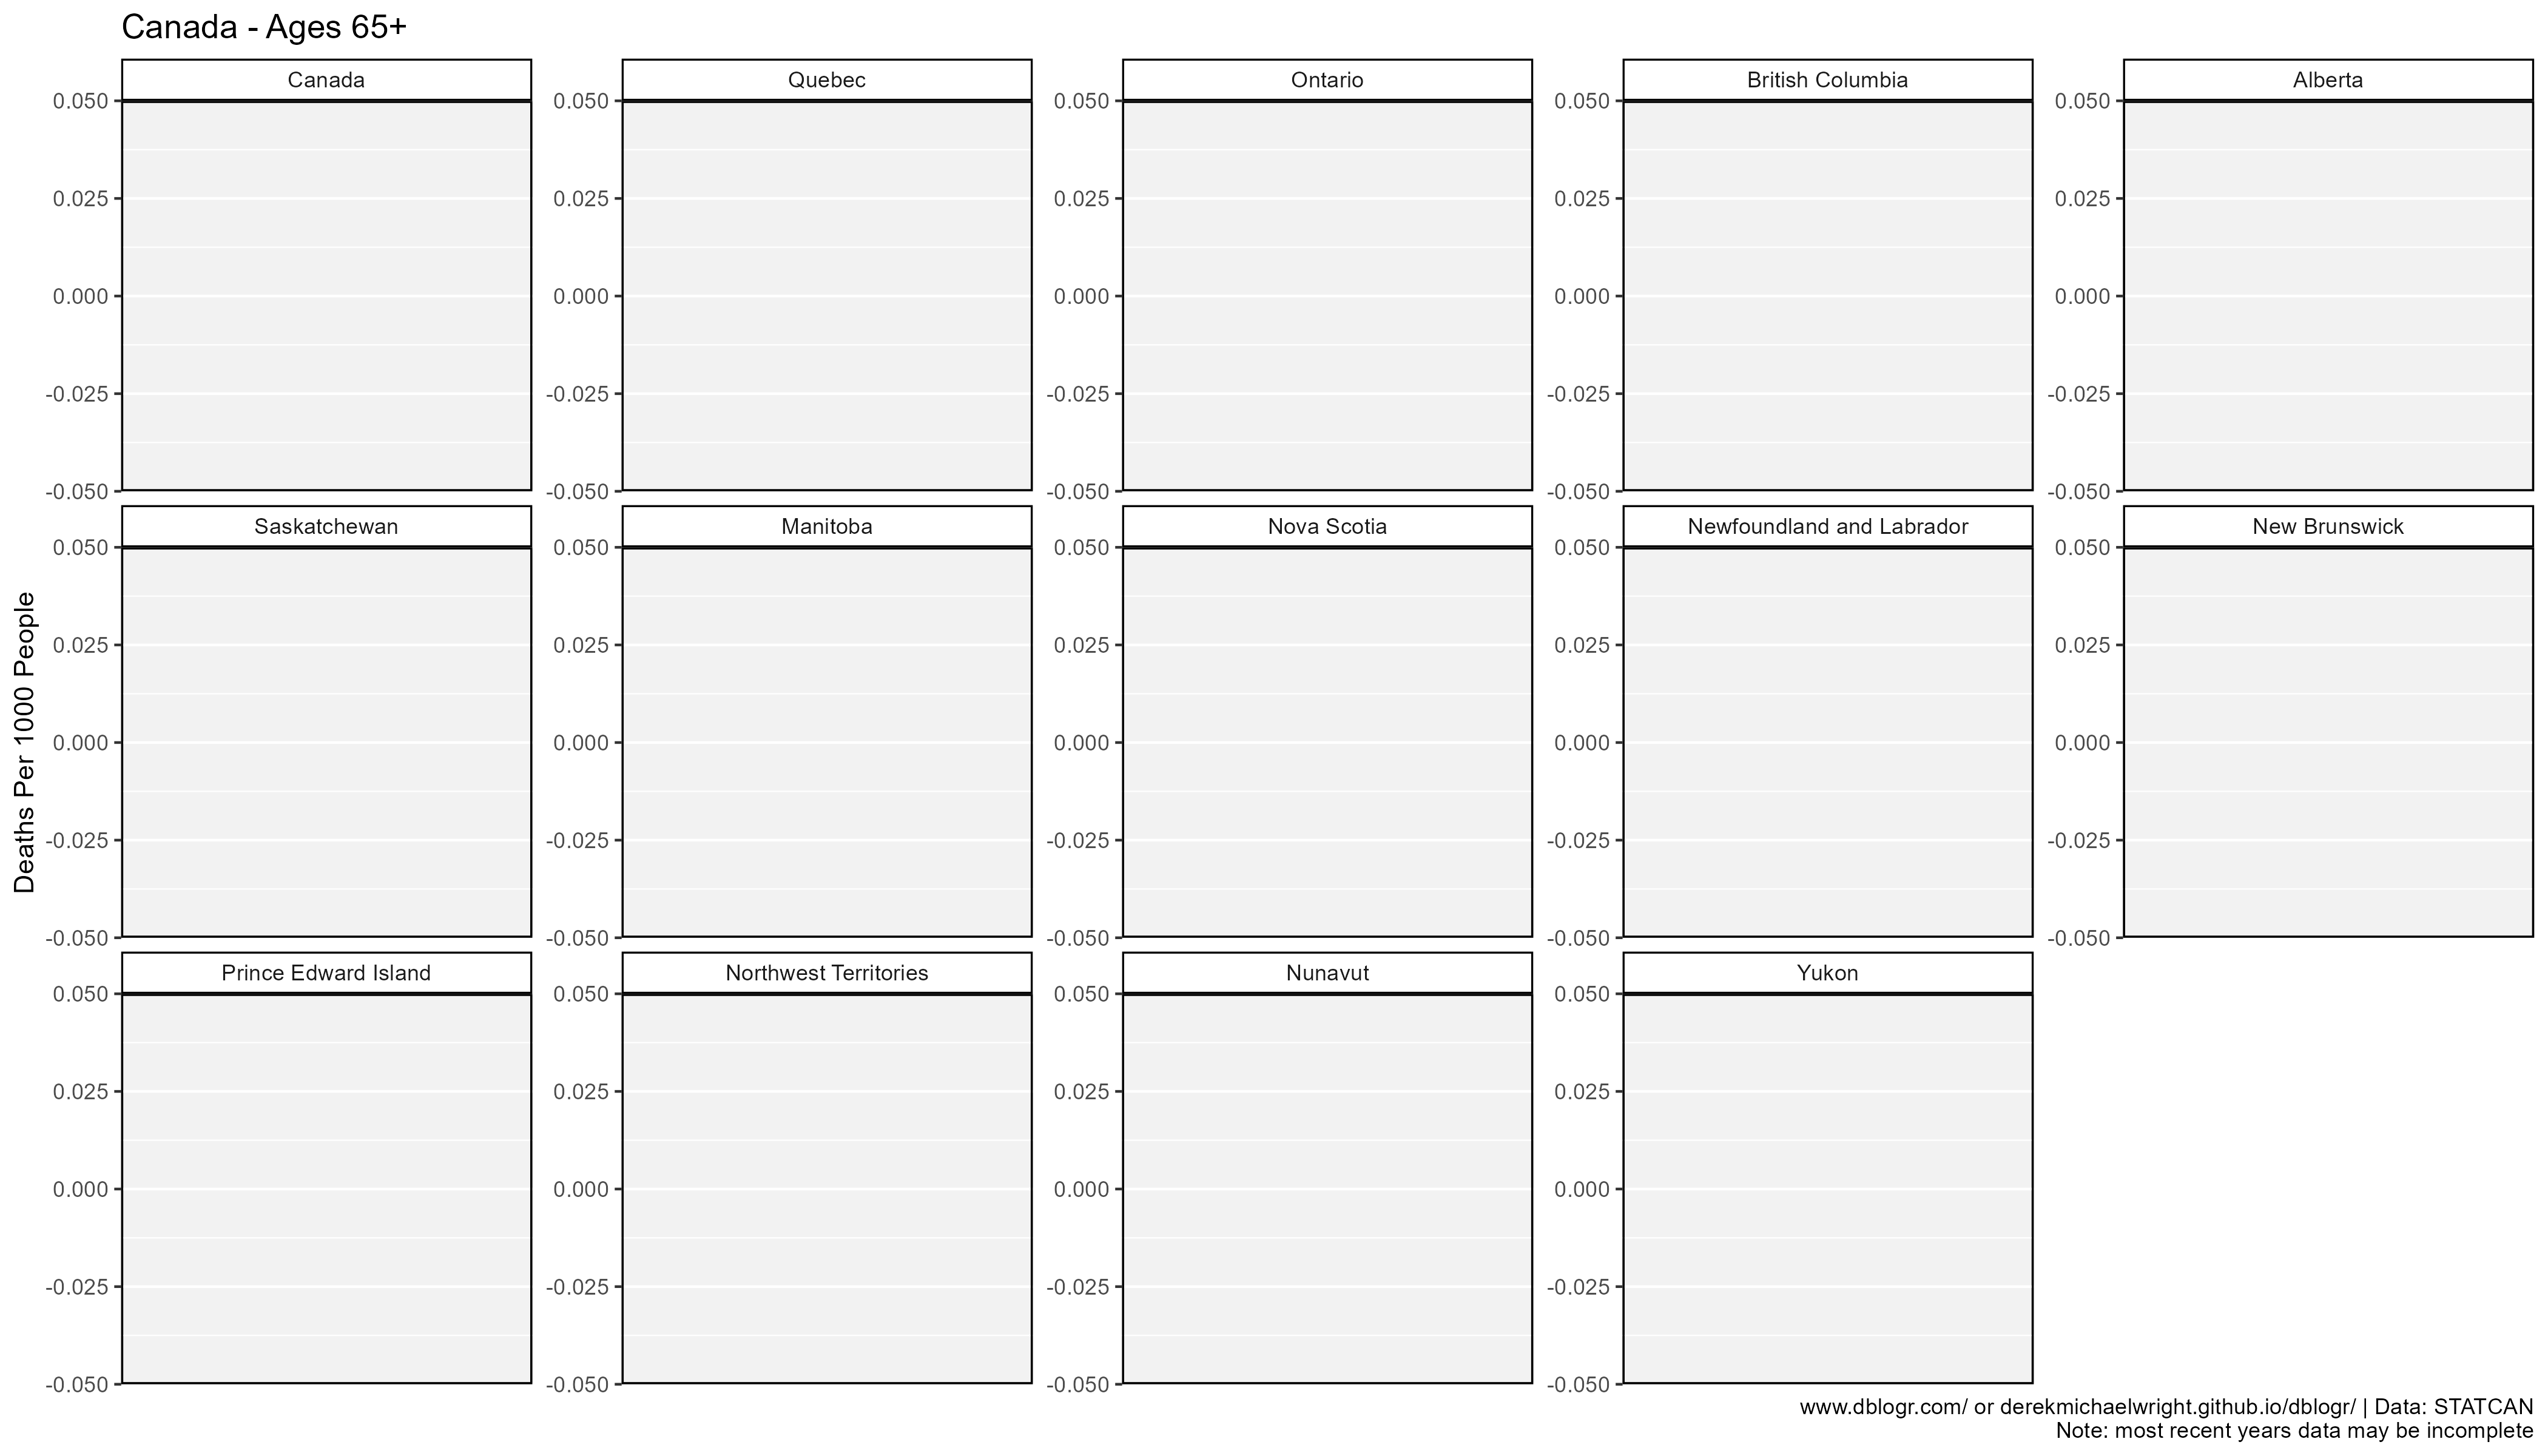 Canada - Ages 65+
Canada Quebec Ontario British Columbia Alberta
0.050 0.050 0.050 0.050 0.050
0.025 0.025 0.025 0.025 0.025
0.000 0.000 0.000 0.000 0.000
-0.025 -0.025 -0.025 -0.025 -0.025
-0.050 -0.050 -0.050 -0.050 -0.050
Saskatchewan Manitoba Nova Scotia Newfoundland and Labrador New Brunswick
0.050 0.050 0.050 0.050 0.050
0.025 0.025 0.025 0.025 0.025
Deaths Per 1000 People
0.000 0.000 0.000 0.000 0.000
-0.025 -0.025 -0.025 -0.025 -0.025
-0.050 -0.050 -0.050 -0.050 -0.050
Prince Edward Island Northwest Territories Nunavut Yukon
0.050 0.050 0.050 0.050
0.025 0.025 0.025 0.025
0.000 0.000 0.000 0.000
-0.025 -0.025 -0.025 -0.025
-0.050 -0.050 -0.050 -0.050
www.dblogr.com/ or derekmichaelwright.github.io/dblogr/ | Data: STATCAN
Note: most recent years data may be incomplete